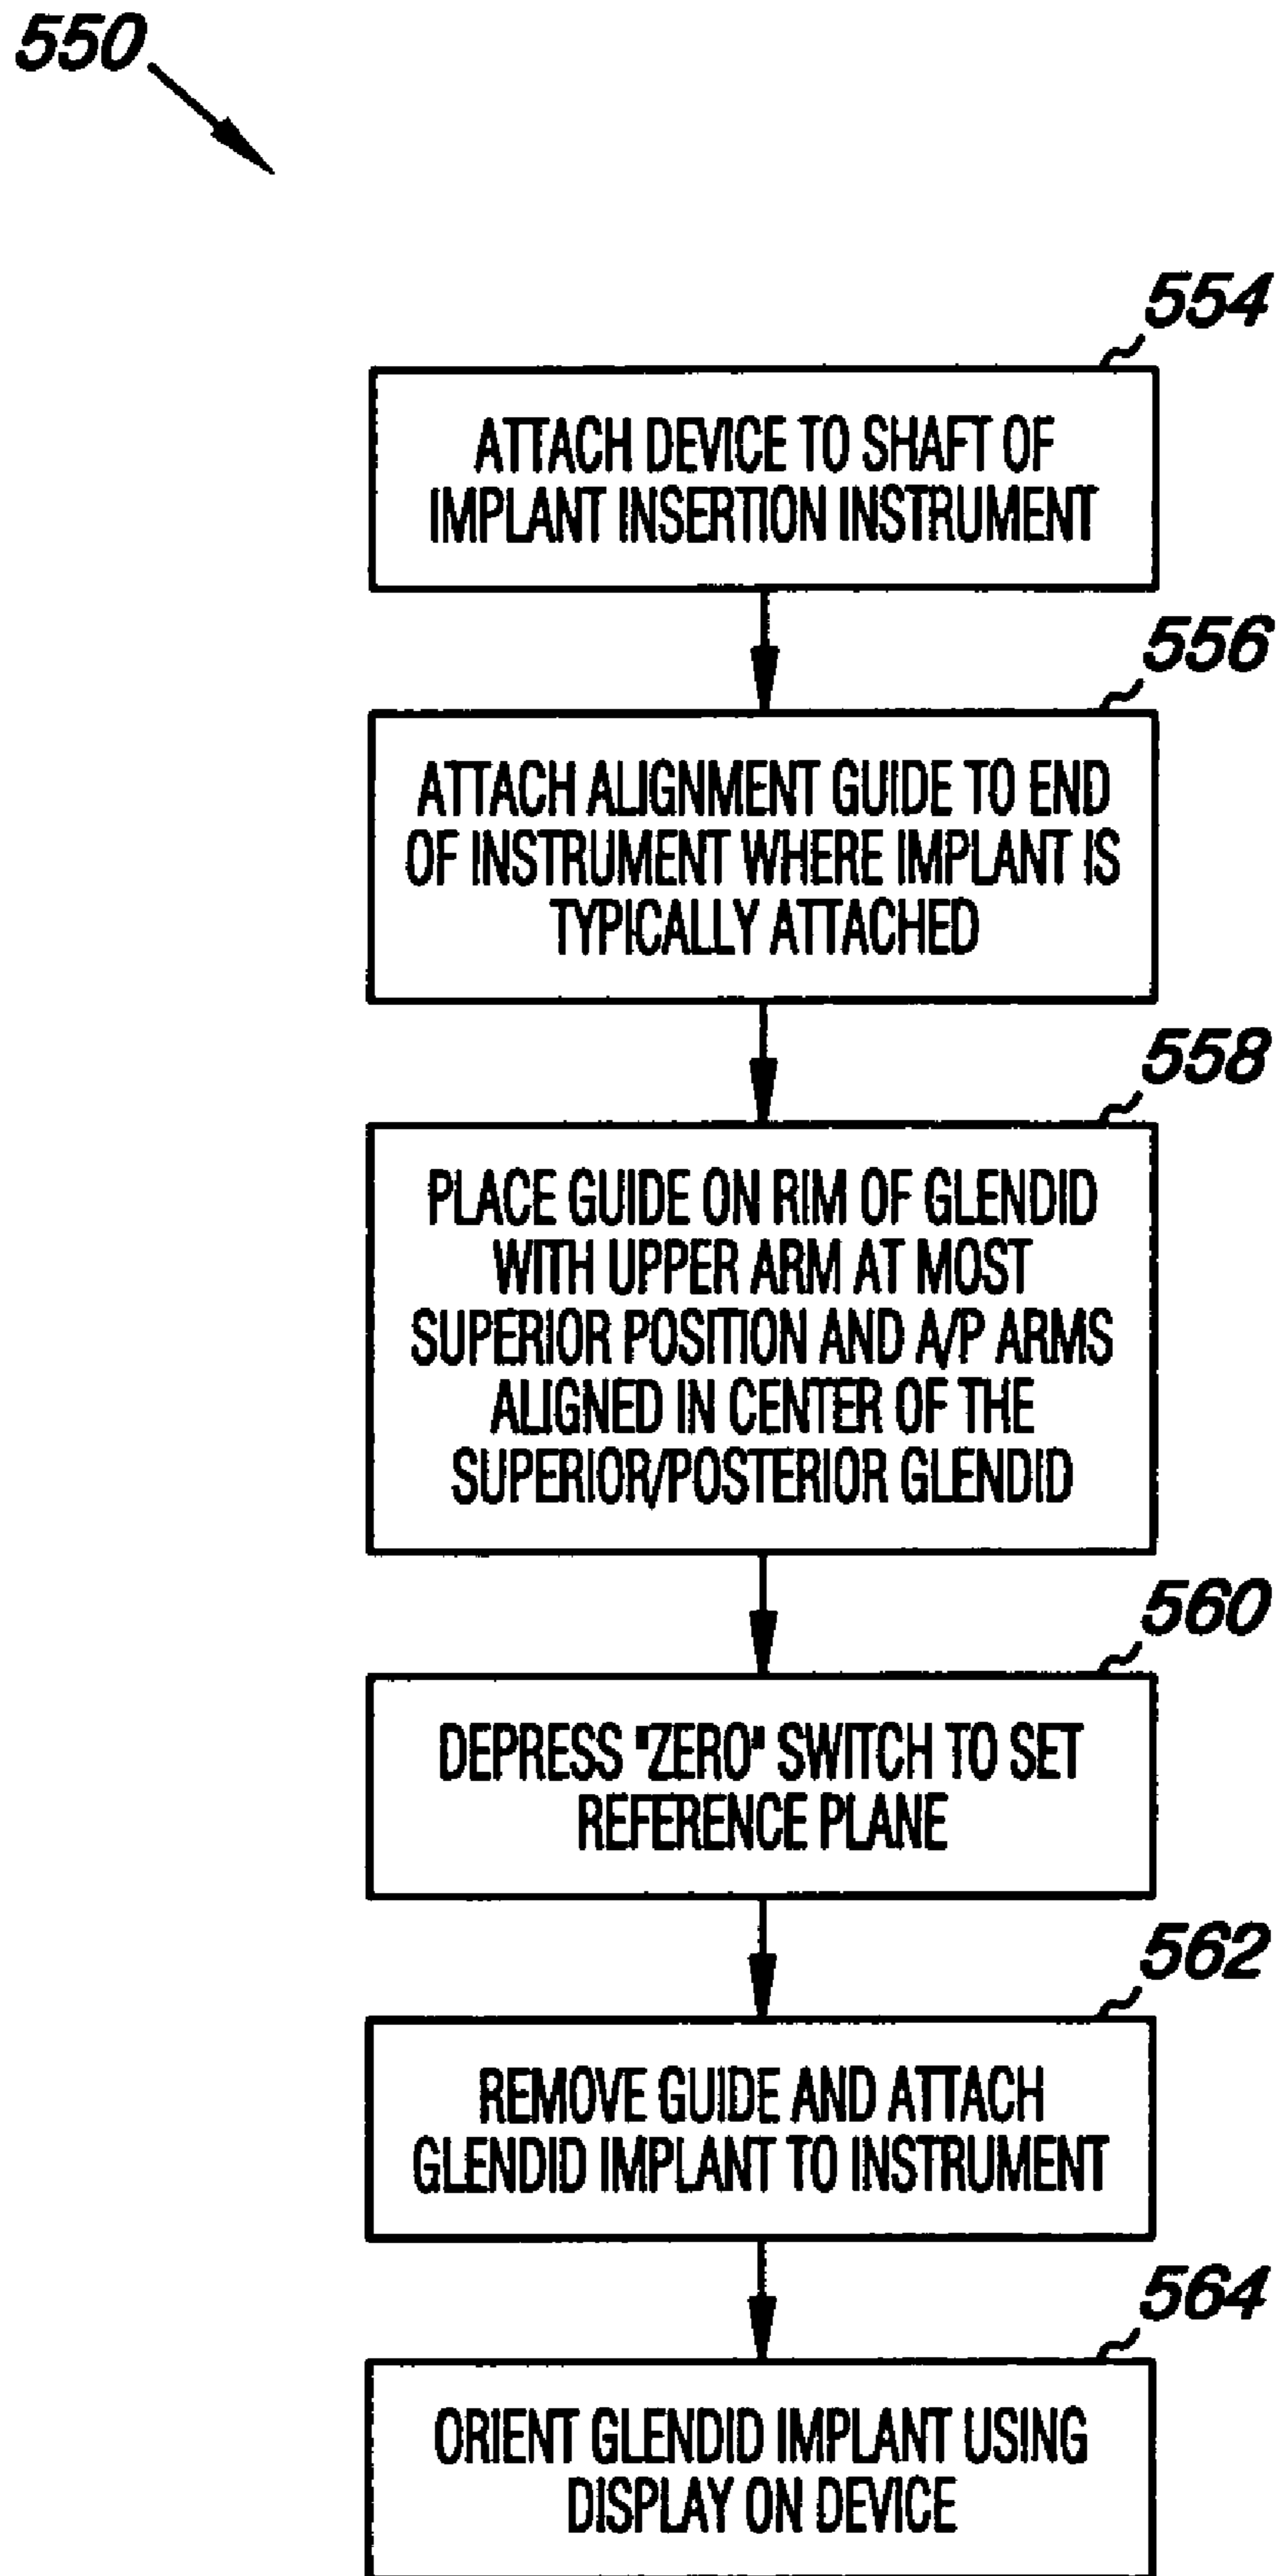 550
554
ATTACH DEVICE TO SHAFT OF
IMPLANT INSERTION INSTRUMENT
556
ATTACH ALIGNMENT GUIDE TO END
OF INSTRUMENT WHERE IMPLANT IS
TYPICALLY ATTACHED
558
PLACE GUIDE ON RIM OF GLENDID
WITH UPPER ARM AT MOST
SUPERIOR POSITION AND A/P ARMS
ALIGNED IN CENTER OF THE
SUPERIOR/POSTERIOR GLENDID
560
DEPRESS "ZERO" SWITCH TO SET
REFERENCE PLANE
562
REMOVE GUIDE AND ATTACH
GLENDID IMPLANT TO INSTRUMENT
564
ORIENT GLENDID IMPLANT USING
DISPLAY ON DEVICE